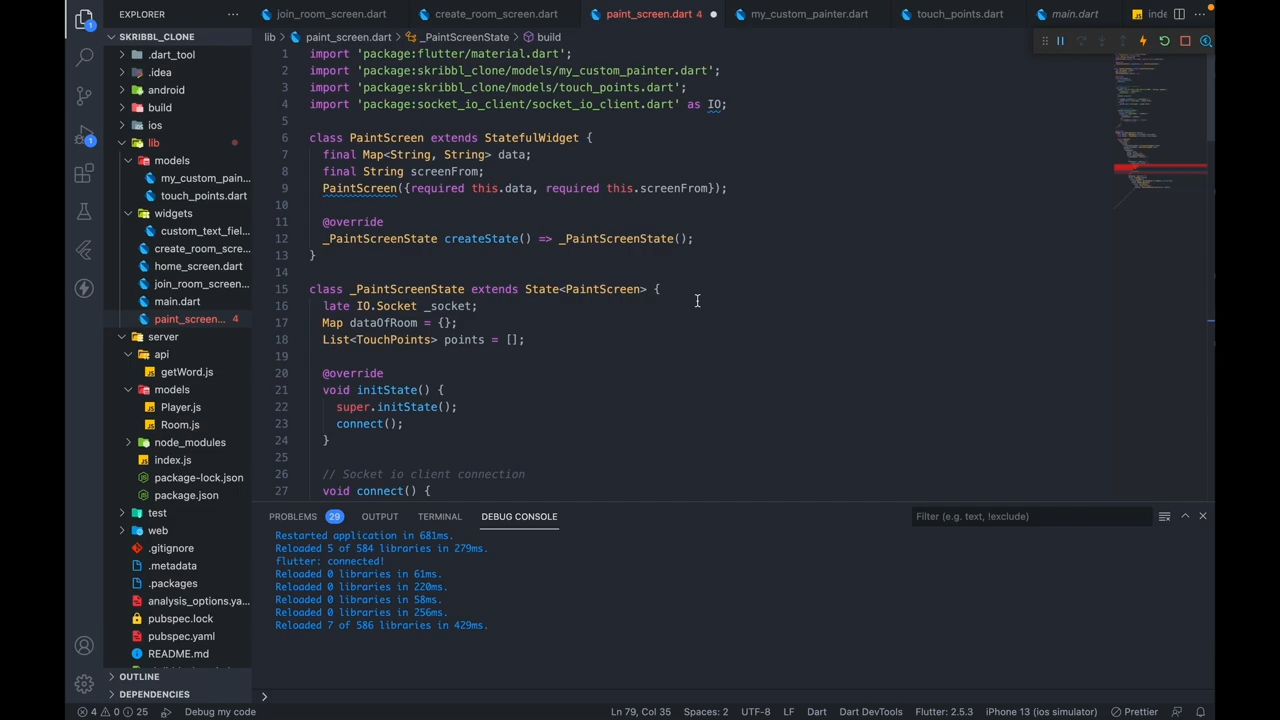 EXPLORER
SKRIBBL_CLONE
.dart_tool
.idea
android
build
ios
lib
models
my_custom_pain...
touch_points.dart
widgets
custom_text_fiel...
create_room_scre...
home_screen.dart
join_room_screen...
main.dart
paint_screen... 4
server
api
getWord.js
models
Player.js
Room.js
node_modules
index.js
package-lock.json
package.json
test
web
.gitignore
.metadata
.packages
analysis_options.ya...
pubspec.lock
pubspec.yaml
README.md
OUTLINE
DEPENDENCIES
join_room_screen.dart
create_room_screen.dart
paint_screen.dart 4
my_custom_painter.dart
touch_points.dart
main.dart
inde
lib > paint_screen.dart > _PaintScreenState > build
1 import 'package:flutter/material.dart';
2 import 'package:skribbl_clone/models/my_custom_painter.dart';
3 import 'package:skribbl_clone/models/touch_points.dart';
4 import 'package:socket_io_client/socket_io_client.dart' as IO;
5
6 class PaintScreen extends StatefulWidget {
7 final Map<String, String> data;
8 final String screenFrom;
9 PaintScreen({required this.data, required this.screenFrom});
10
11 @override
12 _PaintScreenState createState() => _PaintScreenState();
13 }
14
15 class _PaintScreenState extends State<PaintScreen> {
16 late IO.Socket _socket;
17 Map dataOfRoom = {};
18 List<TouchPoints> points = [];
19
20 @override
21 void initState() {
22 super.initState();
23 connect();
24 }
25
26 // Socket io client connection
27 void connect() {
PROBLEMS 29 OUTPUT TERMINAL DEBUG CONSOLE
Filter (e.g. text, !exclude)
Restarted application in 681ms.
Reloaded 5 of 584 libraries in 279ms.
flutter: connected!
Reloaded 0 libraries in 61ms.
Reloaded 0 libraries in 220ms.
Reloaded 0 libraries in 58ms.
Reloaded 0 libraries in 256ms.
Reloaded 7 of 586 libraries in 429ms.
4 0 25 Debug my code Ln 79, Col 35 Spaces: 2 UTF-8 LF Dart Dart DevTools Flutter: 2.5.3 iPhone 13 (ios simulator) Prettier